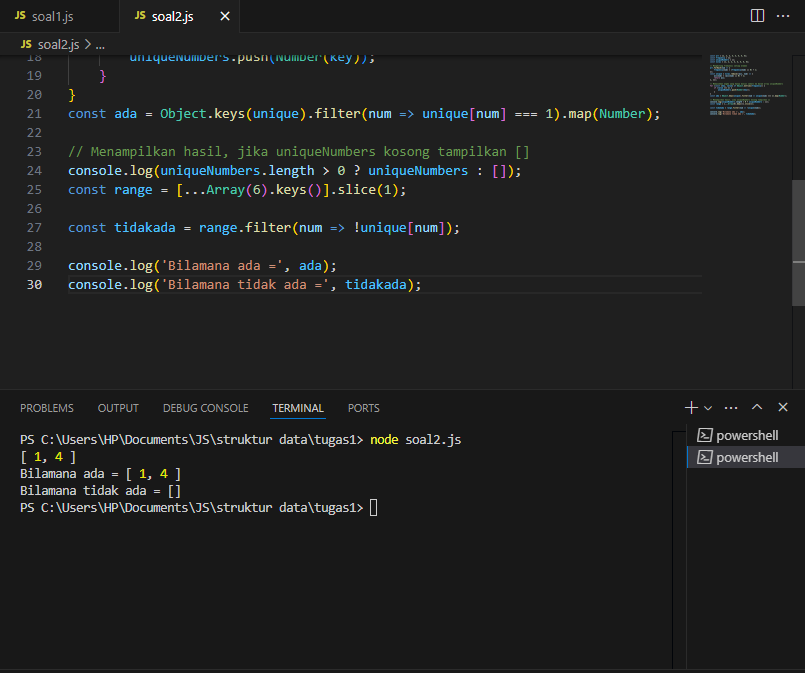 JS soal1.js JS soal2.js
JS soal2.js > ...
18 uniqueNumbers.push(Number(key));
19 }
20 }
21 const ada = Object.keys(unique).filter(num => unique[num] === 1).map(Number);
22
23 // Menampilkan hasil, jika uniqueNumbers kosong tampilkan []
24 console.log(uniqueNumbers.length > 0 ? uniqueNumbers : []);
25 const range = [...Array(6).keys()].slice(1);
26
27 const tidakada = range.filter(num => !unique[num]);
28
29 console.log('Bilamana ada =', ada);
30 console.log('Bilamana tidak ada =', tidakada);
PROBLEMS OUTPUT DEBUG CONSOLE TERMINAL PORTS
PS C:\Users\HP\Documents\JS\struktur data\tugas1> node soal2.js
[ 1, 4 ]
Bilamana ada = [ 1, 4 ]
Bilamana tidak ada = []
PS C:\Users\HP\Documents\JS\struktur data\tugas1>
powershell
powershell